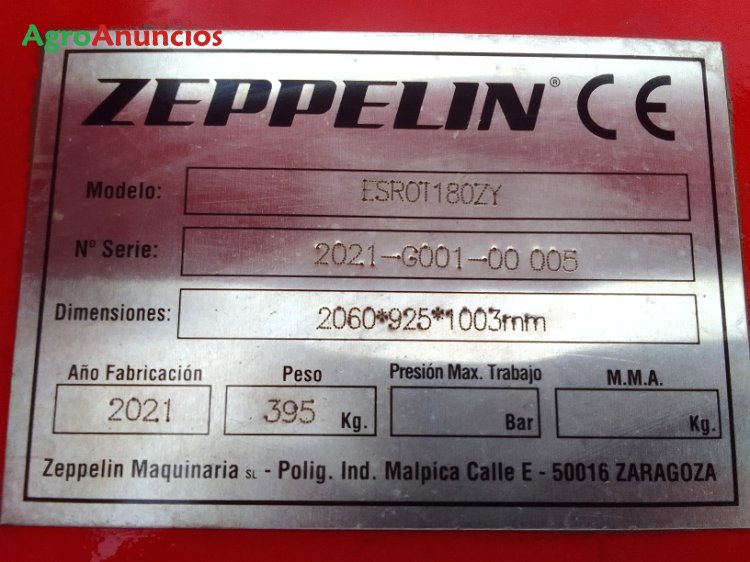 AgroAnuncios
ZEPPELIN® CE
Modelo: ESROT180ZY
Nº Serie: 2021-G001-00 005
Dimensiones: 2060*925*1003mm
Año Fabricación Peso Presión Max. Trabajo M.M.A.
2021 395 Kg. Bar Kg.
Zeppelin Maquinaria SL - Polig. Ind. Malpica Calle E - 50016 ZARAGOZA